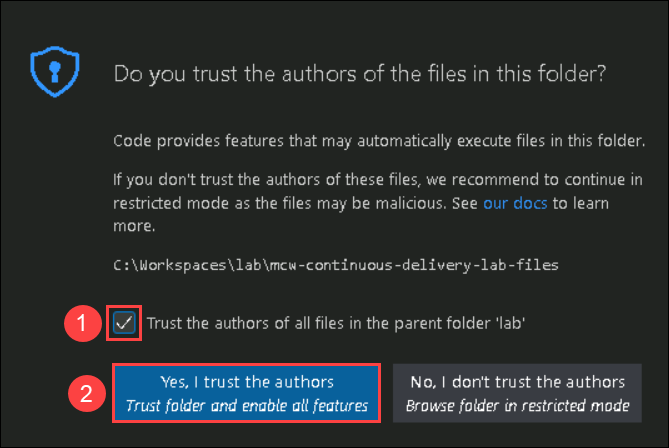 Do you trust the authors of the files in this folder?
Code provides features that may automatically execute files in this folder.
If you don't trust the authors of these files, we recommend to continue in
restricted mode as the files may be malicious. See our docs to learn
more.
C:\Workspaces\lab\mcw-continuous-delivery-lab-files
1 Trust the authors of all files in the parent folder 'lab'
2 Yes, I trust the authors No, I don't trust the authors
Trust folder and enable all features Browse folder in restricted mode